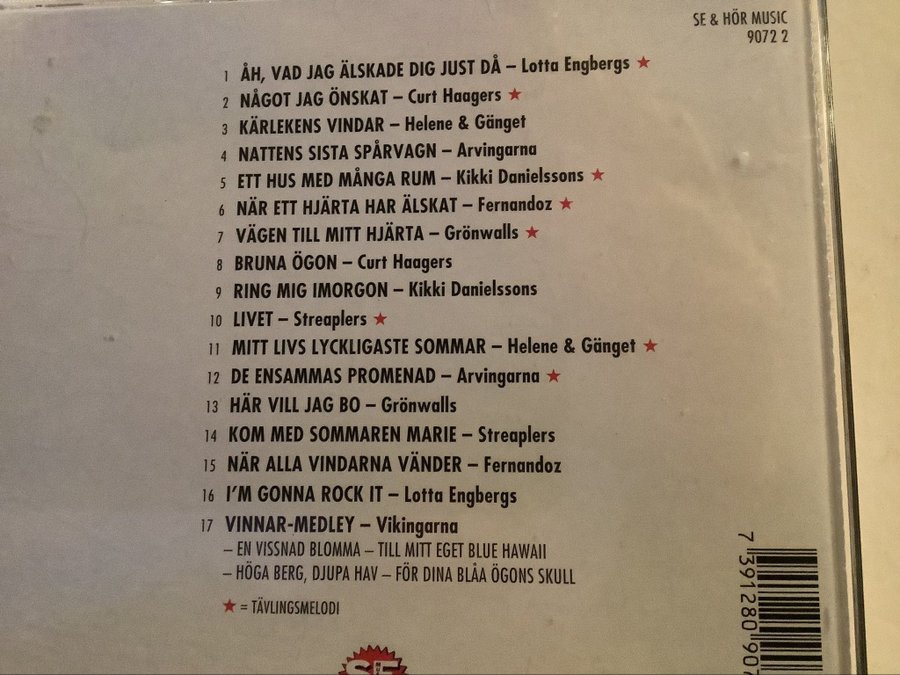 SE & HÖR MUSIC
9072 2
1 ÅH, VAD JAG ÄLSKADE DIG JUST DÅ – Lotta Engbergs ★
2 NÅGOT JAG ÖNSKAT – Curt Haagers ★
3 KÄRLEKENS VINDAR – Helene & Gänget
4 NATTENS SISTA SPÅRVAGN – Arvingarna
5 ETT HUS MED MÅNGA RUM – Kikki Danielssons ★
6 NÄR ETT HJÄRTA HAR ÄLSKAT – Fernandoz ★
7 VÄGEN TILL MITT HJÄRTA – Grönwalls ★
8 BRUNA ÖGON – Curt Haagers
9 RING MIG IMORGON – Kikki Danielssons
10 LIVET – Streaplers ★
11 MITT LIVS LYCKLIGASTE SOMMAR – Helene & Gänget ★
12 DE ENSAMMAS PROMENAD – Arvingarna ★
13 HÄR VILL JAG BO – Grönwalls
14 KOM MED SOMMAREN MARIE – Streaplers
15 NÄR ALLA VINDARNA VÄNDER – Fernandoz
16 I'M GONNA ROCK IT – Lotta Engbergs
17 VINNAR-MEDLEY – Vikingarna
– EN VISSNAD BLOMMA – TILL MITT EGET BLUE HAWAII
– HÖGA BERG, DJUPA HAV – FÖR DINA BLÅA ÖGONS SKULL
★ = TÄVLINGSMELODI
7 391280 907
SE